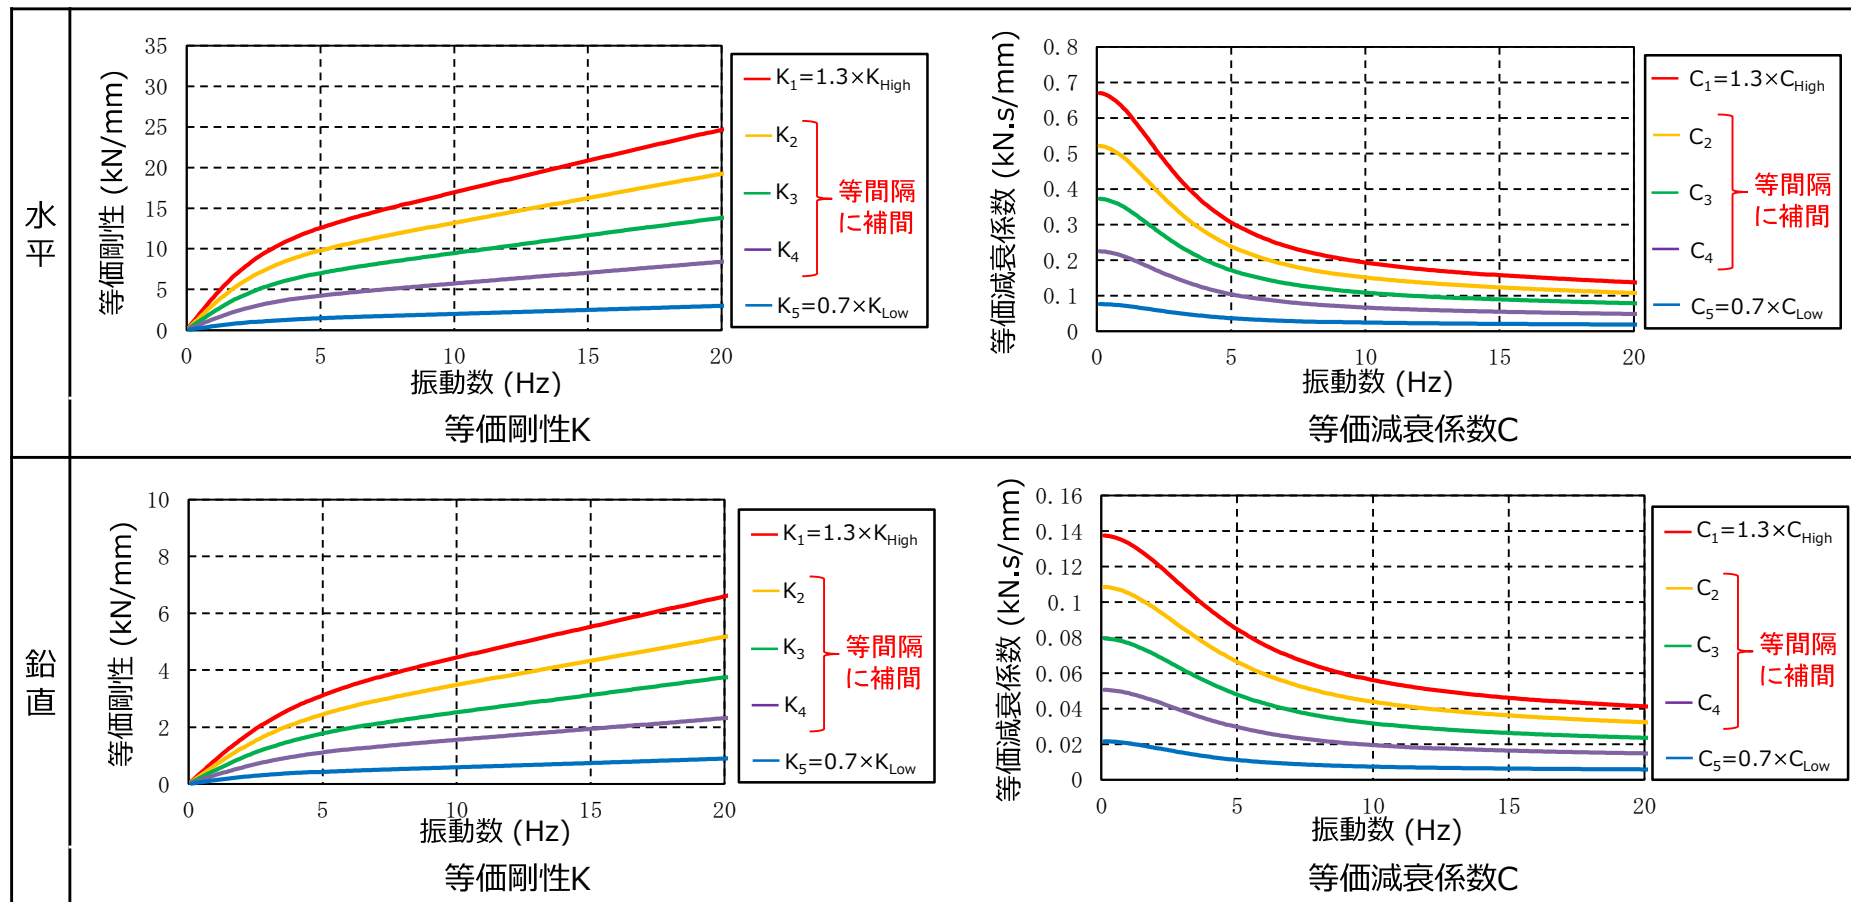 水
平
35
30
25
20
15
10
5
0
0 5 10 15 20
等価剛性 (kN/mm)
振動数 (Hz)
K1=1.3×KHigh
K2
K3
K4
K5=0.7×KLow
等間隔
に補間
等価剛性K
0.8
0.7
0.6
0.5
0.4
0.3
0.2
0.1
0
0 5 10 15 20
等価減衰係数 (kN.s/mm)
振動数 (Hz)
C1=1.3×CHigh
C2
C3
C4
C5=0.7×CLow
等間隔
に補間
等価減衰係数C
鉛
直
10
8
6
4
2
0
0 5 10 15 20
等価剛性 (kN/mm)
振動数 (Hz)
K1=1.3×KHigh
K2
K3
K4
K5=0.7×KLow
等間隔
に補間
等価剛性K
0.16
0.14
0.12
0.1
0.08
0.06
0.04
0.02
0
0 5 10 15 20
等価減衰係数 (kN.s/mm)
振動数 (Hz)
C1=1.3×CHigh
C2
C3
C4
C5=0.7×CLow
等間隔
に補間
等価減衰係数C